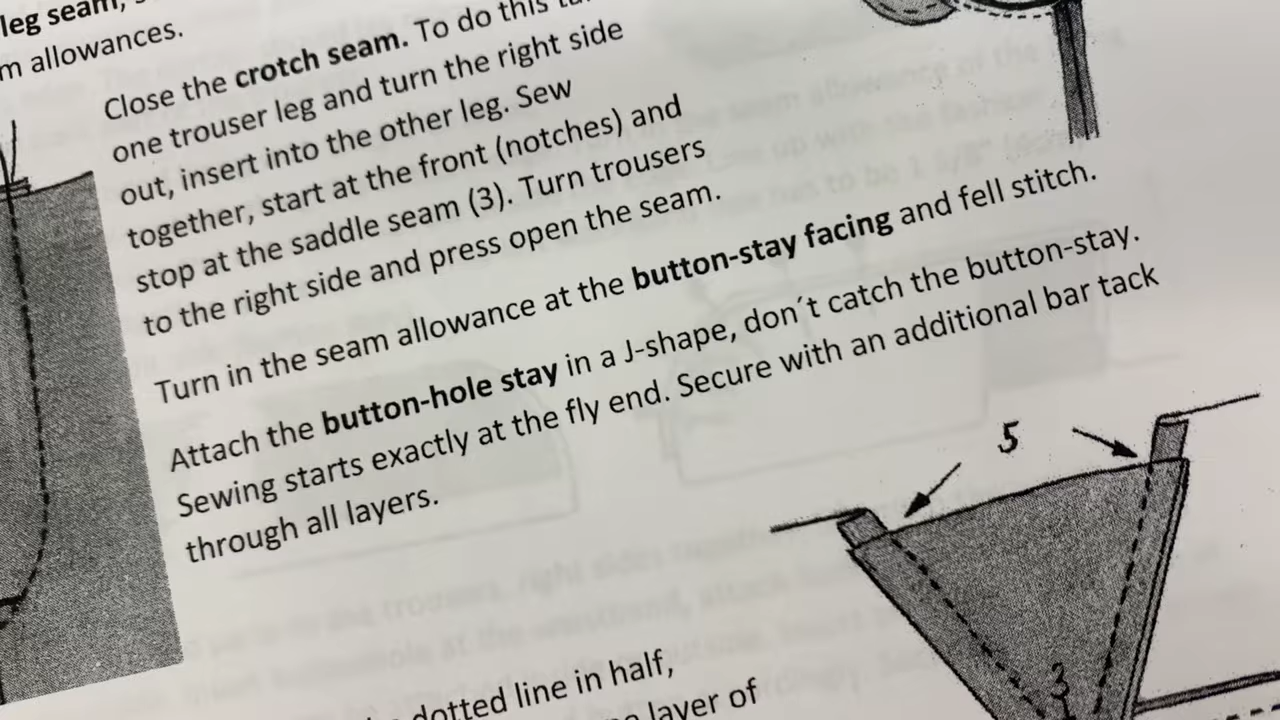 leg seam,
m allowances.
Close the crotch seam. To do this
one trouser leg and turn the right side
out, insert into the other leg. Sew
together, start at the front (notches) and
stop at the saddle seam (3). Turn trousers
to the right side and press open the seam.
Turn in the seam allowance at the button-stay facing and fell stitch.
Attach the button-hole stay in a J-shape, don´t catch the button-stay.
Sewing starts exactly at the fly end. Secure with an additional bar tack
through all layers.
5
3
dotted line in half,
layer of